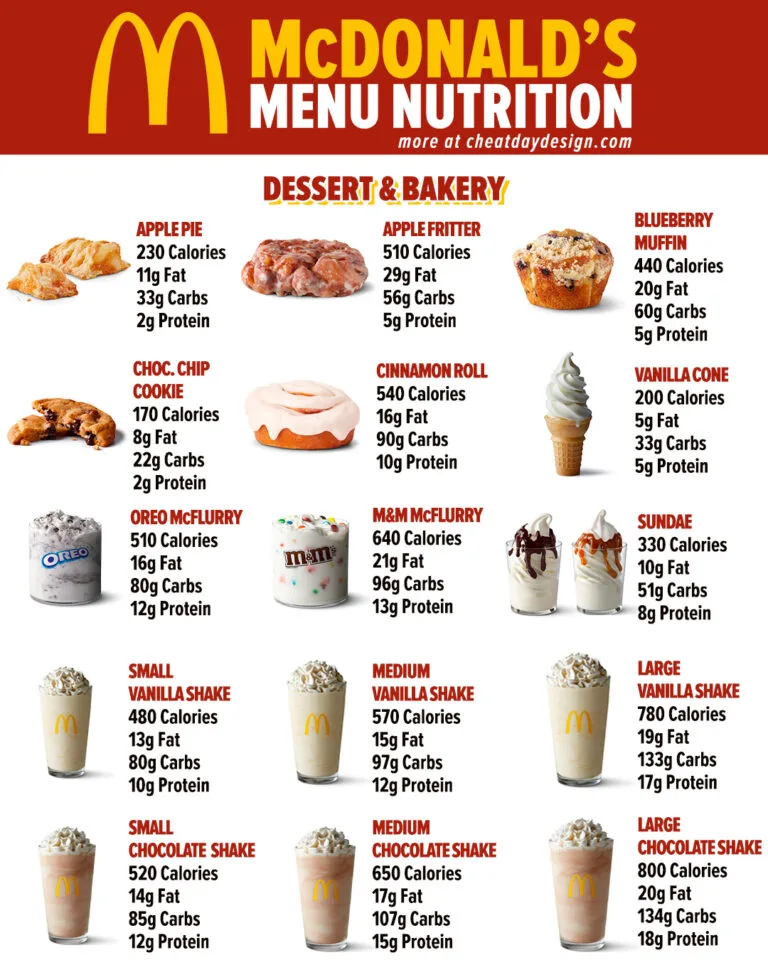 McDONALD'S
MENU NUTRITION
more at cheatdaydesign.com
DESSERT & BAKERY
APPLE PIE
230 Calories
11g Fat
33g Carbs
2g Protein
APPLE FRITTER
510 Calories
29g Fat
56g Carbs
5g Protein
BLUEBERRY
MUFFIN
440 Calories
20g Fat
60g Carbs
5g Protein
CHOC. CHIP
COOKIE
170 Calories
8g Fat
22g Carbs
2g Protein
CINNAMON ROLL
540 Calories
16g Fat
90g Carbs
10g Protein
VANILLA CONE
200 Calories
5g Fat
33g Carbs
5g Protein
OREO
OREO McFLURRY
510 Calories
16g Fat
80g Carbs
12g Protein
m&m's
M&M McFLURRY
640 Calories
21g Fat
96g Carbs
13g Protein
SUNDAE
330 Calories
10g Fat
51g Carbs
8g Protein
SMALL
VANILLA SHAKE
480 Calories
13g Fat
80g Carbs
10g Protein
MEDIUM
VANILLA SHAKE
570 Calories
15g Fat
97g Carbs
12g Protein
LARGE
VANILLA SHAKE
780 Calories
19g Fat
133g Carbs
17g Protein
SMALL
CHOCOLATE SHAKE
520 Calories
14g Fat
85g Carbs
12g Protein
MEDIUM
CHOCOLATE SHAKE
650 Calories
17g Fat
107g Carbs
15g Protein
LARGE
CHOCOLATE SHAKE
800 Calories
20g Fat
134g Carbs
18g Protein